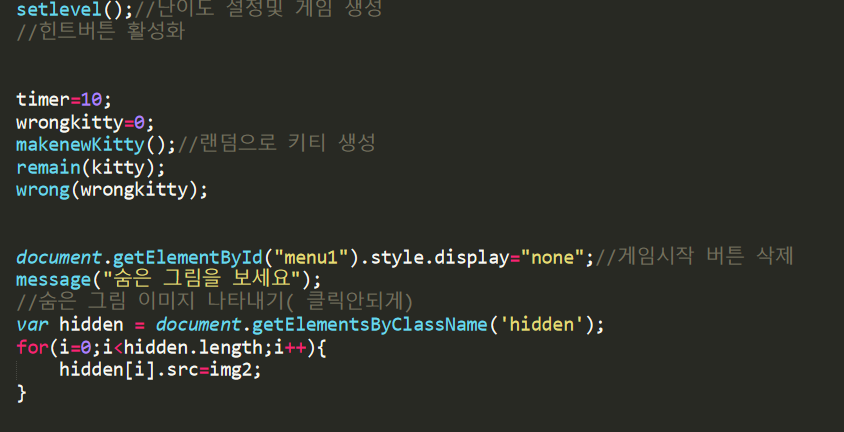 setlevel();//난이도 설정및 게임 생성
//힌트버튼 활성화
timer=10;
wrongkitty=0;
makenewKitty();//랜덤으로 키티 생성
remain(kitty);
wrong(wrongkitty);
document.getElementById("menu1").style.display="none";//게임시작 버튼 삭제
message("숨은 그림을 보세요");
//숨은 그림 이미지 나타내기( 클릭안되게)
var hidden = document.getElementsByClassName('hidden');
for(i=0;i<hidden.length;i++){
    hidden[i].src=img2;
}